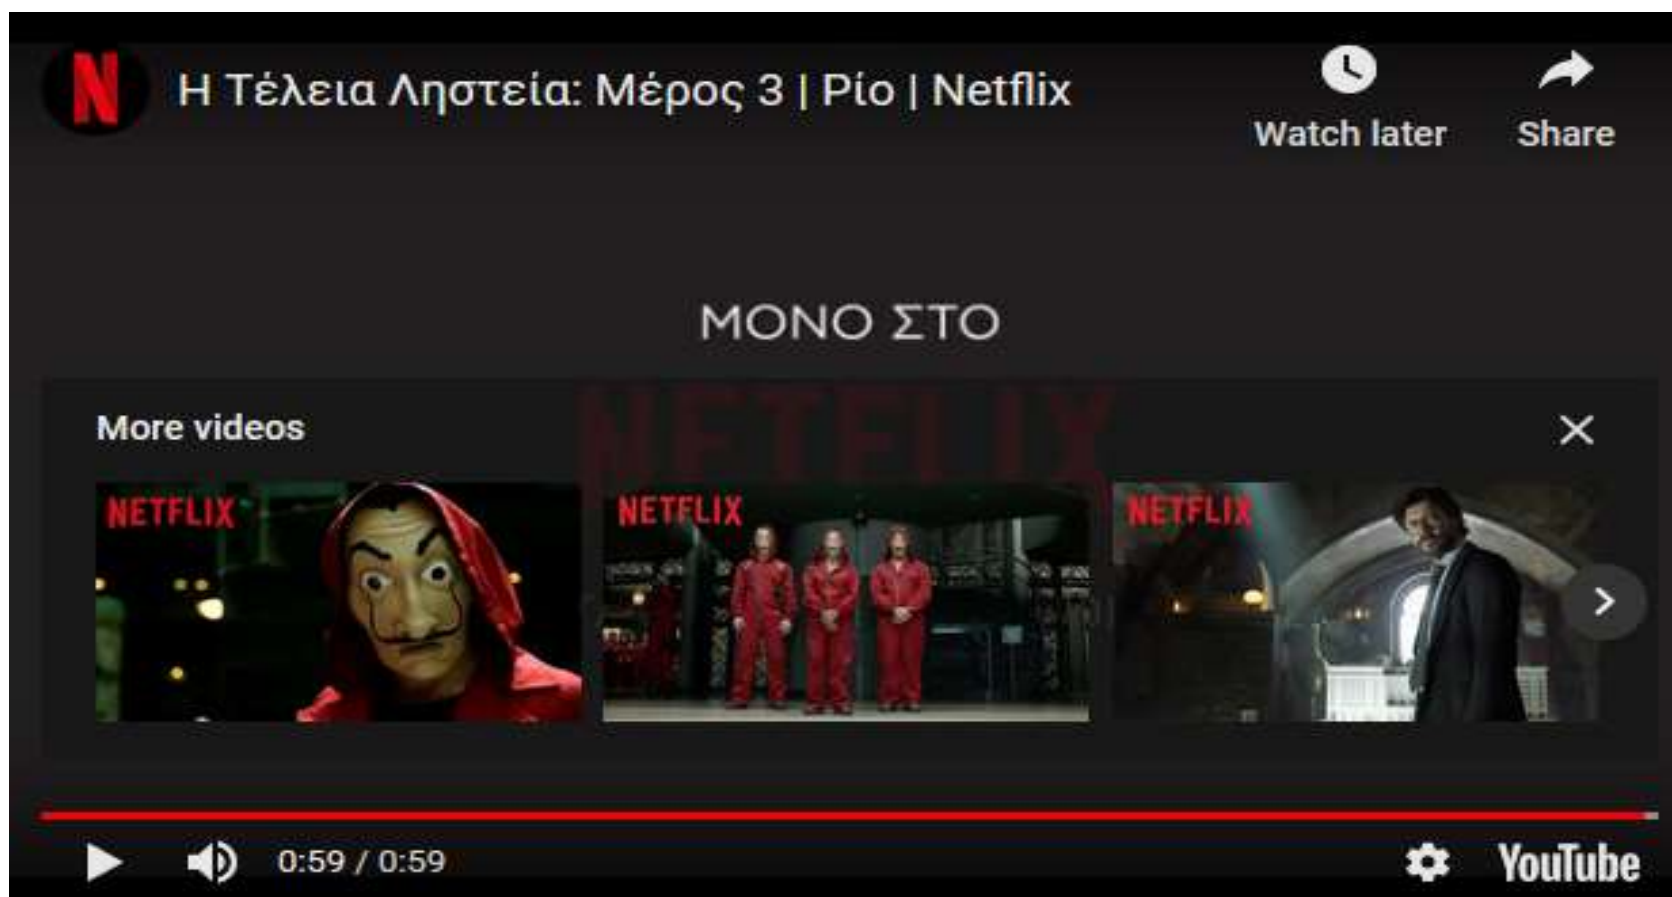 N Η Τέλεια Ληστεία: Μέρος 3 | Ρίο | Netflix
Watch later Share
ΜΟΝΟ ΣΤΟ
NETFLIX
More videos
NETFLIX NETFLIX NETFLIX
0:59 / 0:59 YouTube